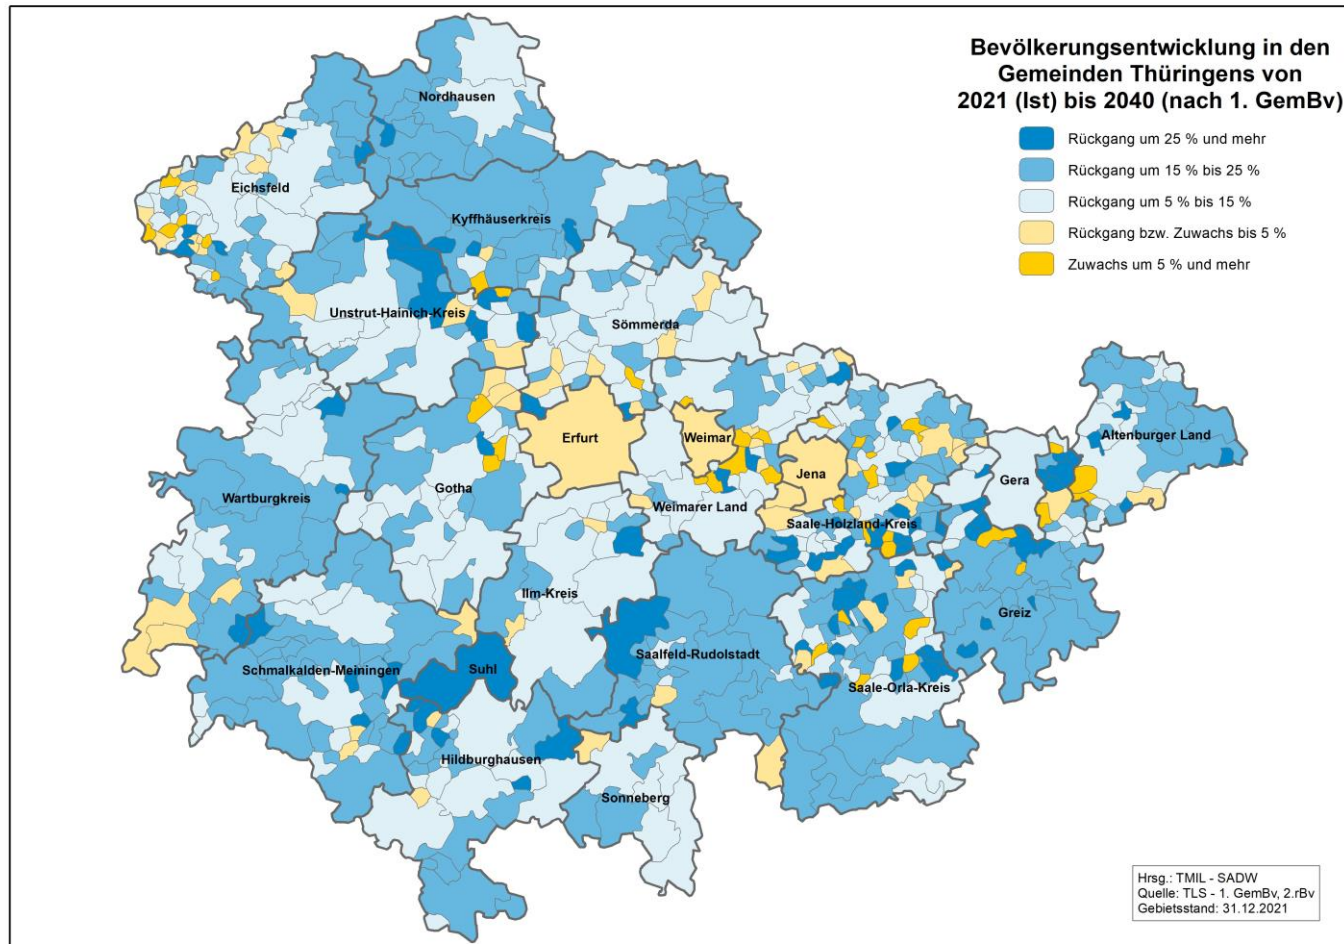 Bevölkerungsentwicklung in den
Gemeinden Thüringens von
2021 (Ist) bis 2040 (nach 1. GemBv)
Rückgang um 25 % und mehr
Rückgang um 15 % bis 25 %
Rückgang um 5 % bis 15 %
Rückgang bzw. Zuwachs bis 5 %
Zuwachs um 5 % und mehr
Nordhausen
Eichsfeld
Kyffhäuserkreis
Unstrut-Hainich-Kreis
Sömmerda
Erfurt
Weimar
Jena
Gera
Altenburger Land
Wartburgkreis
Gotha
Weimarer Land
Saale-Holzland-Kreis
Ilm-Kreis
Greiz
Saalfeld-Rudolstadt
Schmalkalden-Meiningen
Suhl
Saale-Orla-Kreis
Hildburghausen
Sonneberg
Hrsg.: TMIL - SADW
Quelle: TLS - 1. GemBv, 2.rBv
Gebietsstand: 31.12.2021